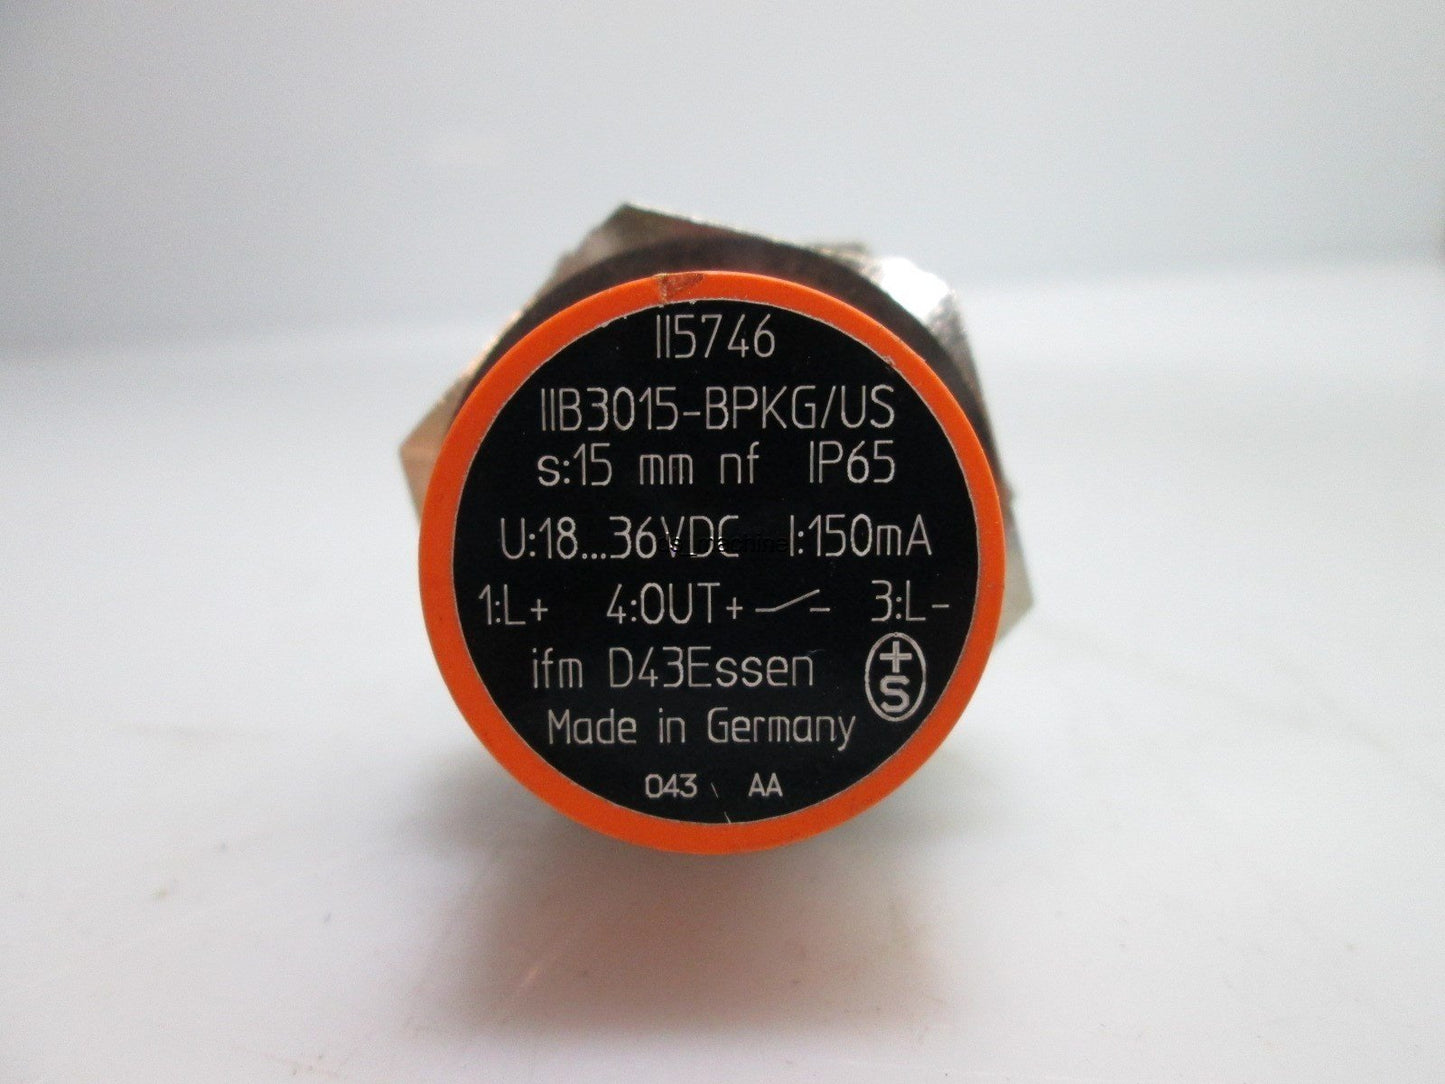 II5746
IIB3015-BPKG/US
s:15 mm nf IP65
U:18...36VDC I:150mA
1:L+ 4:OUT+ 3:L-
ifm D43Essen
+S
Made in Germany
043 AA